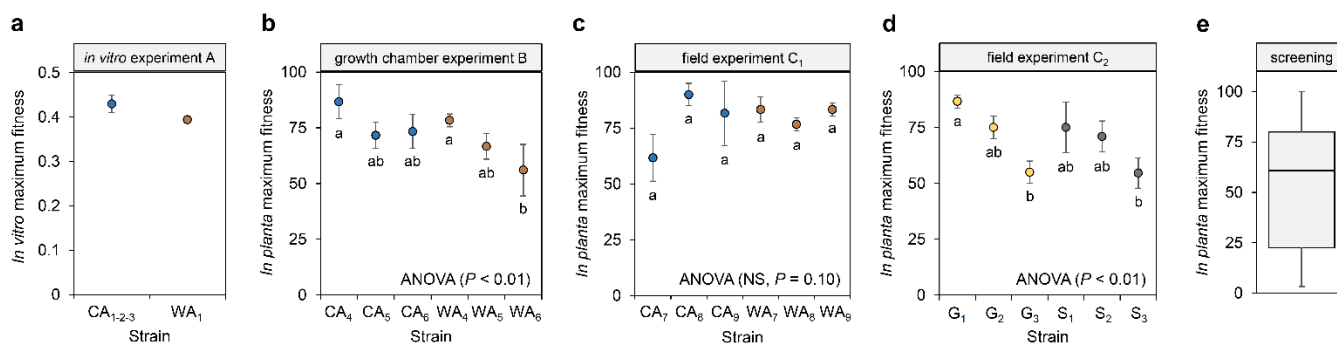 a
in vitro experiment A
In vitro maximum fitness
0.5
0.4
0.3
0.2
0.1
0
CA1-2-3 WA1
Strain
b
growth chamber experiment B
In planta maximum fitness
100
75
50
25
0
a ab ab a ab b
ANOVA (P < 0.01)
CA4 CA5 CA6 WA4 WA5 WA6
Strain
c
field experiment C1
In planta maximum fitness
100
75
50
25
0
a a a a a a
ANOVA (NS, P = 0.10)
CA7 CA8 CA9 WA7 WA8 WA9
Strain
d
field experiment C2
In planta maximum fitness
100
75
50
25
0
a ab b ab ab b
ANOVA (P < 0.01)
G1 G2 G3 S1 S2 S3
Strain
e
screening
In planta maximum fitness
100
75
50
25
0